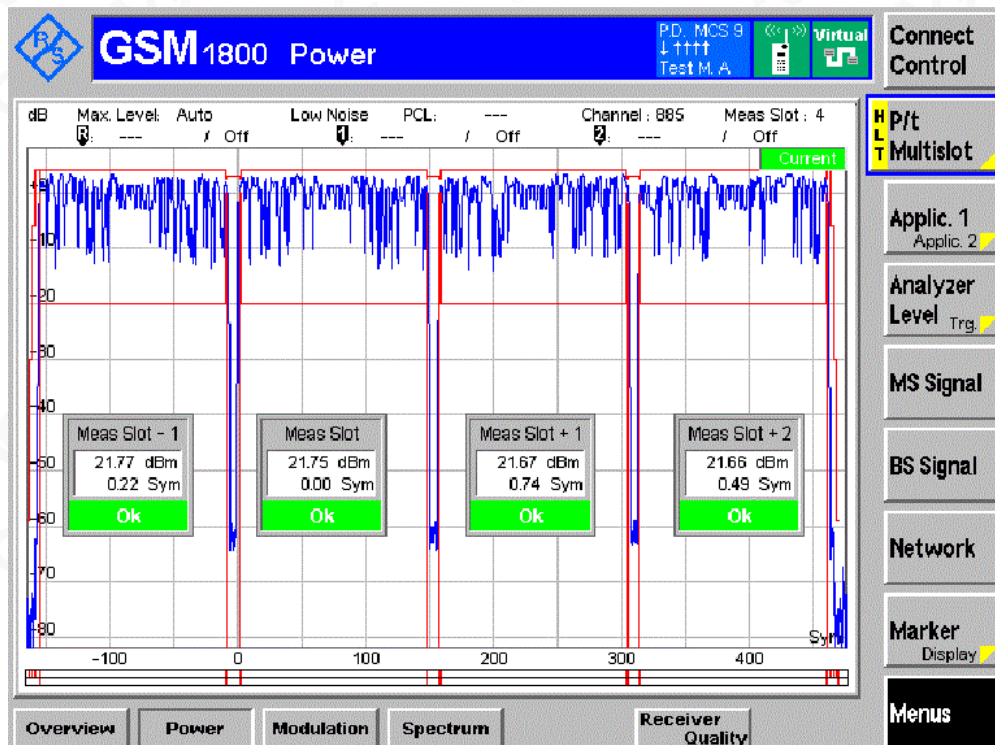 R S
GSM 1800 Power
P.D. MCS 9
↓ ↑↑↑↑
Test M. A.
Virtual
Connect
Control
dB Max. Level: Auto Low Noise PCL: --- Channel : 885 Meas Slot : 4
R: --- / Off 1: --- / Off 2: --- / Off
Current
HLT
P/t
Multislot
-10
Applic. 1
Applic. 2
-20
Analyzer
Level Trg.
-30
MS Signal
-40
Meas Slot - 1 Meas Slot Meas Slot + 1 Meas Slot + 2
-50
21.77 dBm 21.75 dBm 21.67 dBm 21.66 dBm
0.22 Sym 0.00 Sym 0.74 Sym 0.49 Sym
Ok Ok Ok Ok
BS Signal
-60
Network
-70
-80
Sym
-100 0 100 200 300 400
Marker
Display
Overview Power Modulation Spectrum Receiver
Quality
Menus